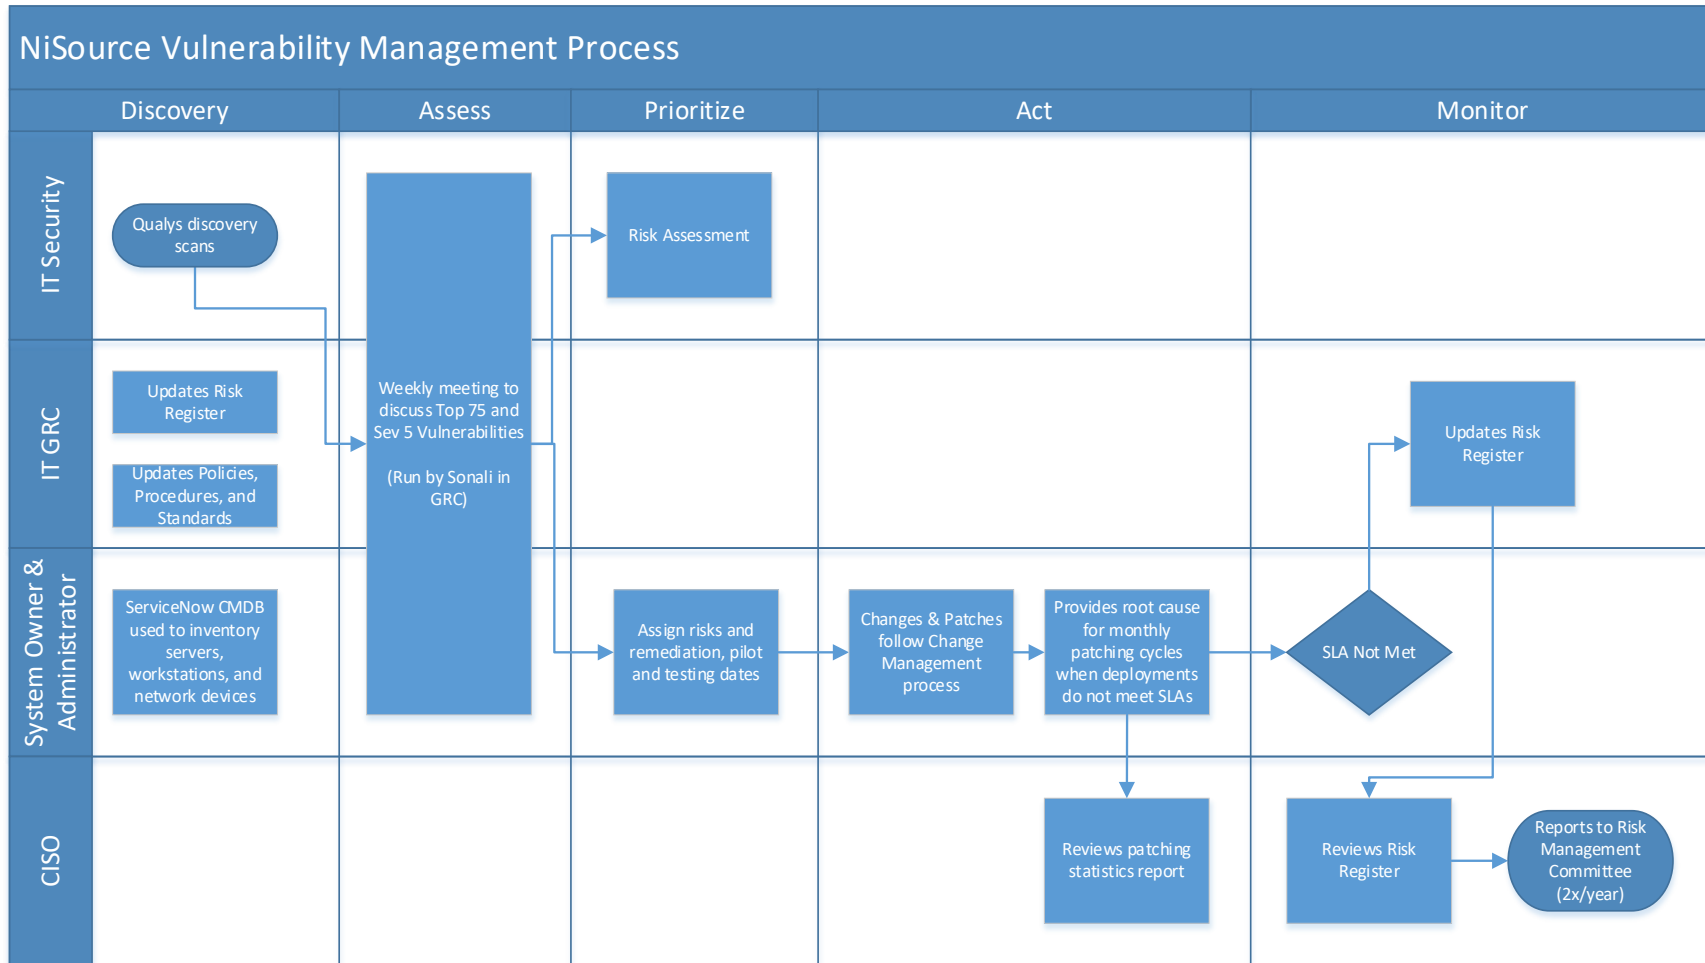 NiSource Vulnerability Management Process
Discovery
Assess
Prioritize
Act
Monitor
IT Security
Qualys discovery
scans
Risk Assessment
IT GRC
Updates Risk
Register
Updates Policies,
Procedures, and
Standards
Weekly meeting to
discuss Top 75 and
Sev 5 Vulnerabilities
(Run by Sonali in
GRC)
Updates Risk
Register
System Owner &
Administrator
ServiceNow CMDB
used to inventory
servers,
workstations, and
network devices
Assign risks and
remediation, pilot
and testing dates
Changes & Patches
follow Change
Management
process
Provides root cause
for monthly
patching cycles
when deployments
do not meet SLAs
SLA Not Met
CISO
Reviews patching
statistics report
Reviews Risk
Register
Reports to Risk
Management
Committee
(2x/year)